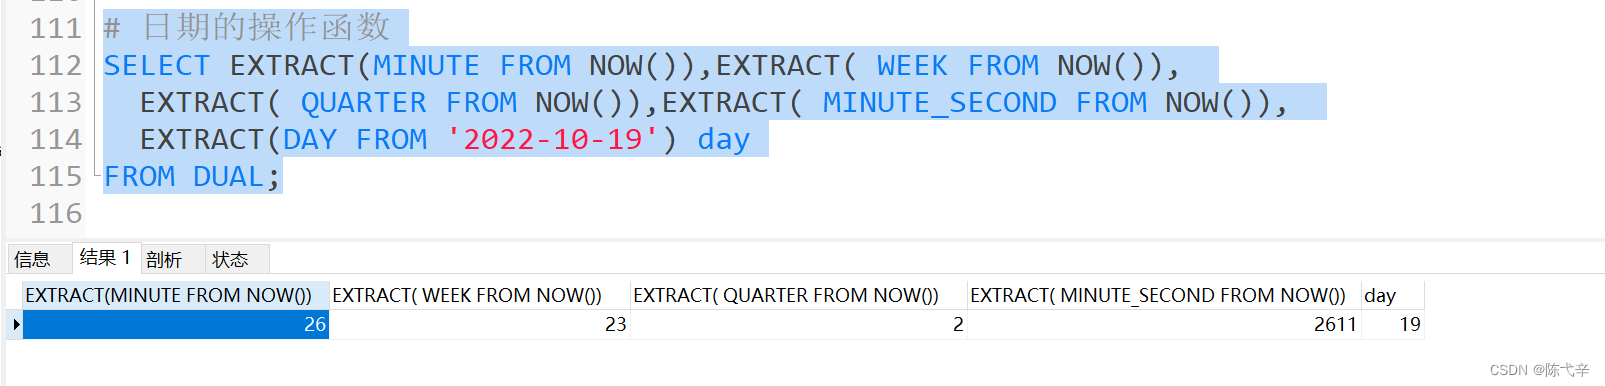 111 # 日期的操作函数
112 SELECT EXTRACT(MINUTE FROM NOW()),EXTRACT( WEEK FROM NOW()),
113 EXTRACT( QUARTER FROM NOW()),EXTRACT( MINUTE_SECOND FROM NOW()),
114 EXTRACT(DAY FROM '2022-10-19') day
115 FROM DUAL;
116
信息 结果 1 剖析 状态
EXTRACT(MINUTE FROM NOW()) EXTRACT( WEEK FROM NOW()) EXTRACT( QUARTER FROM NOW()) EXTRACT( MINUTE_SECOND FROM NOW()) day
26 23 2 2611 19
CSDN @陈弋辛